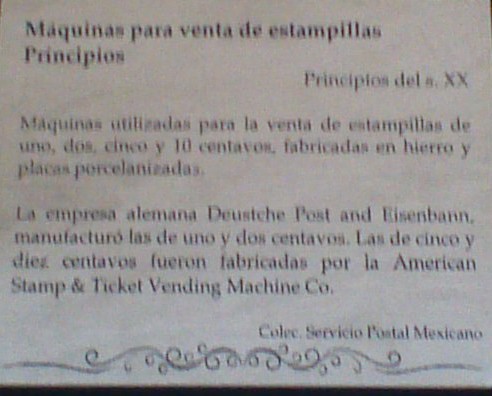 Máquinas para venta de estampillas
Principios
Principios del s. XX
Máquinas utilizadas para la venta de estampillas de
uno, dos, cinco y 10 centavos, fabricadas en hierro y
placas porcelanizadas.
La empresa alemana Deustche Post and Eisenbann,
manufacturó las de uno y dos centavos. Las de cinco y
diez centavos fueron fabricadas por la American
Stamp & Ticket Vending Machine Co.
Colec. Servicio Postal Mexicano